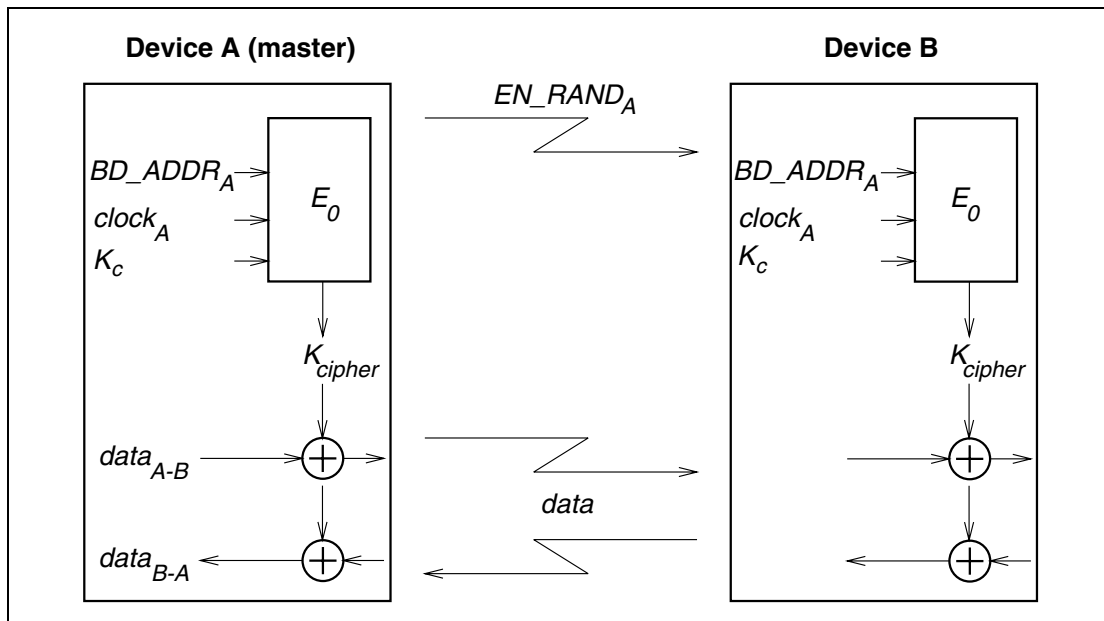 Device A (master)
Device B
EN_RAND_A
BD_ADDR_A
clock_A
K_c
E_0
BD_ADDR_A
clock_A
K_c
E_0
K_cipher
K_cipher
data_A-B
data
data_B-A